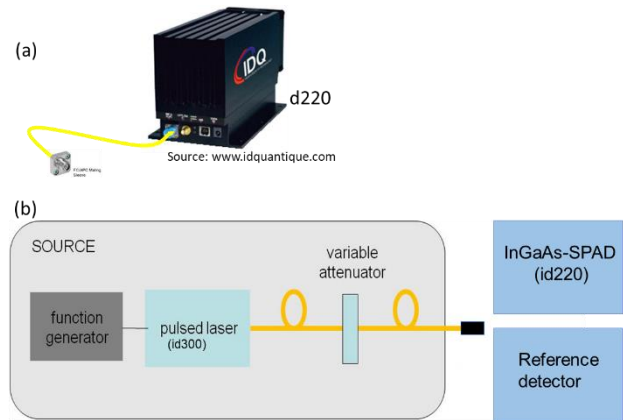 (a)
IDQ
d220
Source: www.idquantique.com
(b)
SOURCE
function
generator
pulsed laser
(id300)
variable
attenuator
InGaAs-SPAD
(id220)
Reference
detector